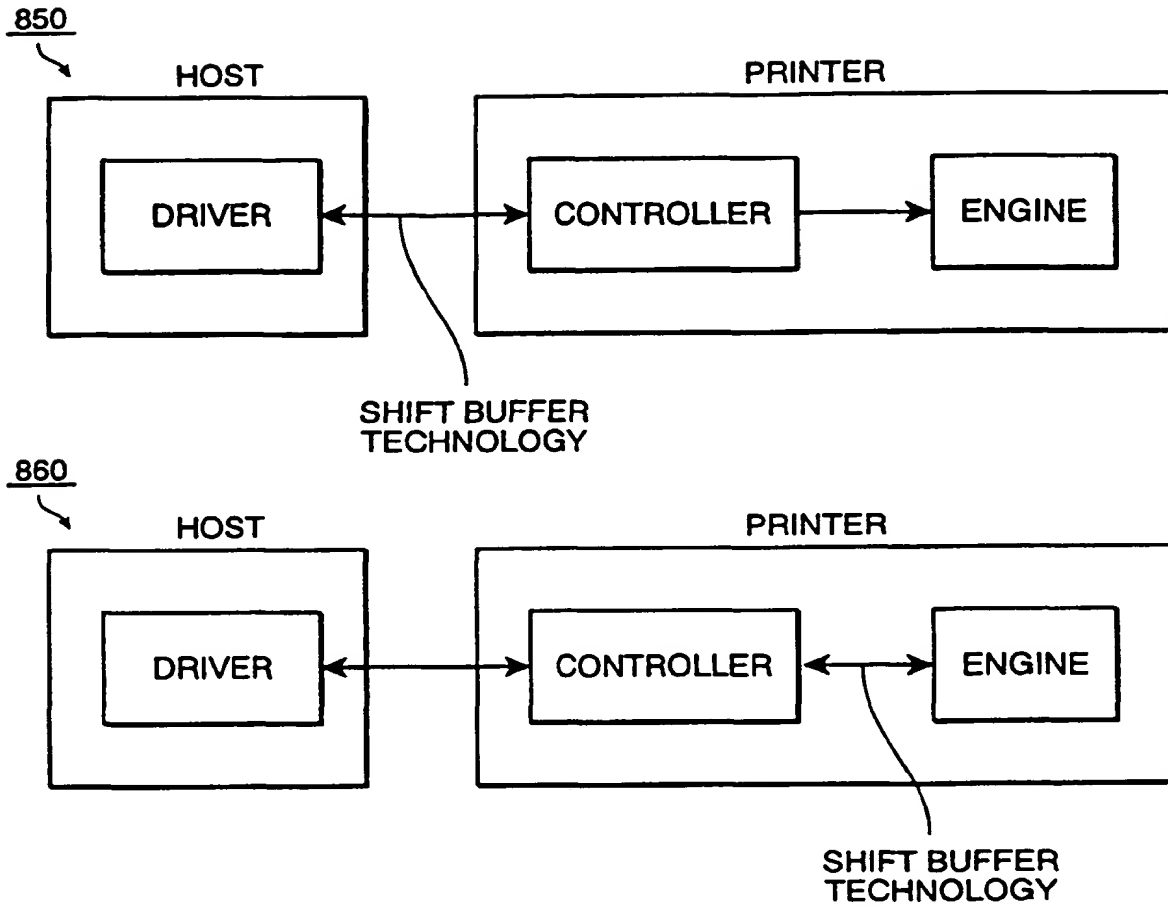 850
HOST
PRINTER
DRIVER
CONTROLLER
ENGINE
SHIFT BUFFER
TECHNOLOGY
860
HOST
PRINTER
DRIVER
CONTROLLER
ENGINE
SHIFT BUFFER
TECHNOLOGY